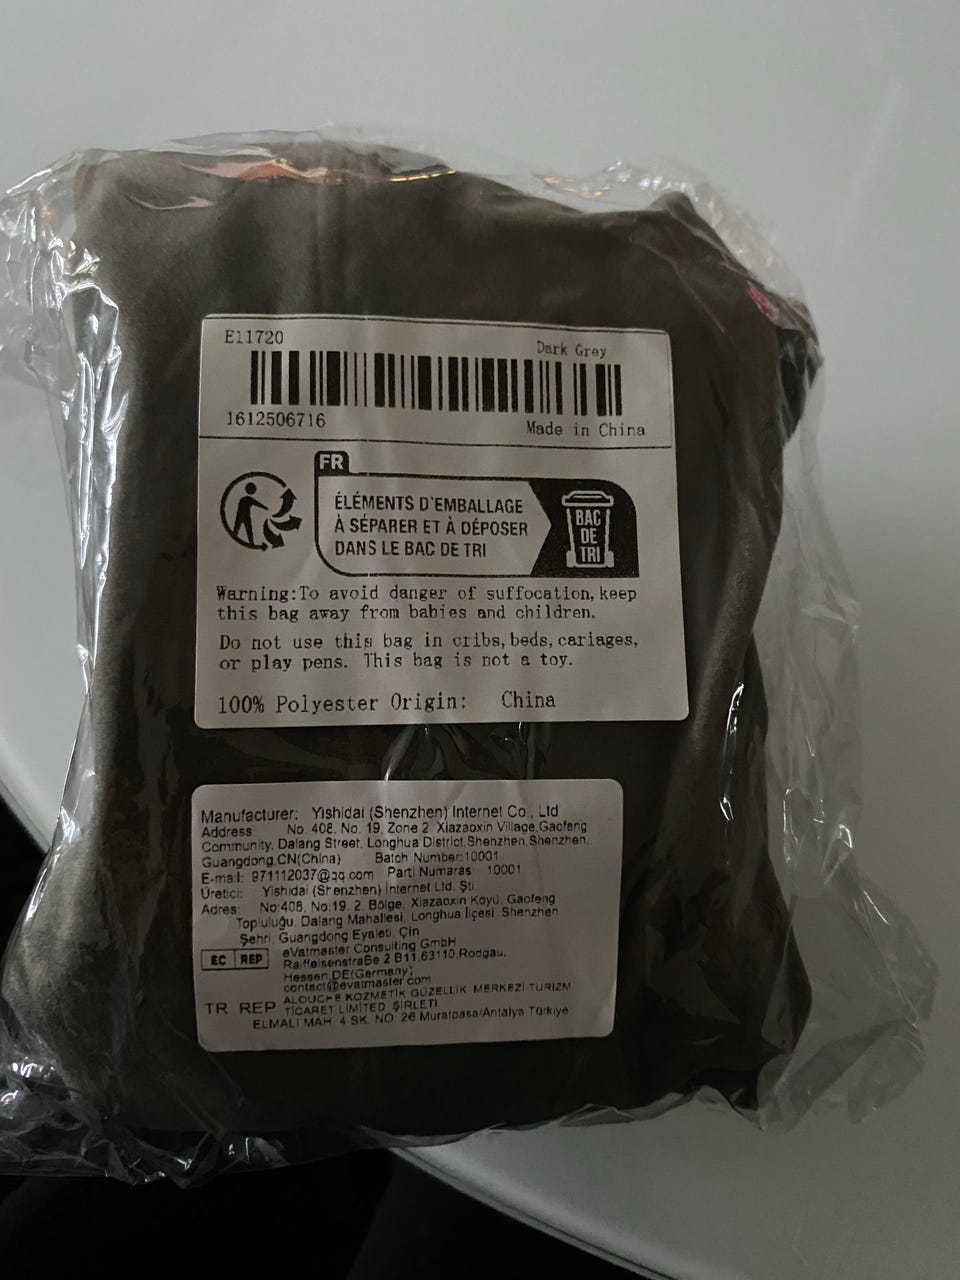 E11720
Dark Grey
1612506716
Made in China
FR
ÉLÉMENTS D'EMBALLAGE
À SÉPARER ET À DÉPOSER
DANS LE BAC DE TRI
BAC
DE
TRI
Warning:To avoid danger of suffocation, keep
this bag away from babies and children.
Do not use this bag in cribs, beds, cariages,
or play pens. This bag is not a toy.
100% Polyester Origin: China
Manufacturer: Yishidai (Shenzhen) Internet Co., Ltd
Address: No. 408, No. 19, Zone 2 Xiazaoxin Village,Gaofeng
Community, Dalang Street, Longhua District,Shenzhen,Shenzhen,
Guangdong,CN(China) Batch Number:10001
E-mail: 971112037@qq.com Parti Numaras 10001
Üretici: Yishidai (Shenzhen) Internet Ltd. Şti
Adres: No:408, No:19, 2. Bölge, Xiazaoxin Köyü, Gaofeng
Topluluğu, Dalang Mahallesi, Longhua İlçesi Shenzhen
Şehri, Guangdong Eyaleti, Çin
EC REP
eVatmaster Consulting GmbH
Raiffeisenstraße 2 B11,63110,Rodgau,
Hessen,DE(Germany)
contact@evatmaster.com
TR REP
ALOUCHE KOZMETİK GÜZELLİK MERKEZİ TURİZM
TİCARET LİMİTED ŞİRLETİ
ELMALI MAH. 4 SK. NO 26 Muratpasa/Antalya Türkiye